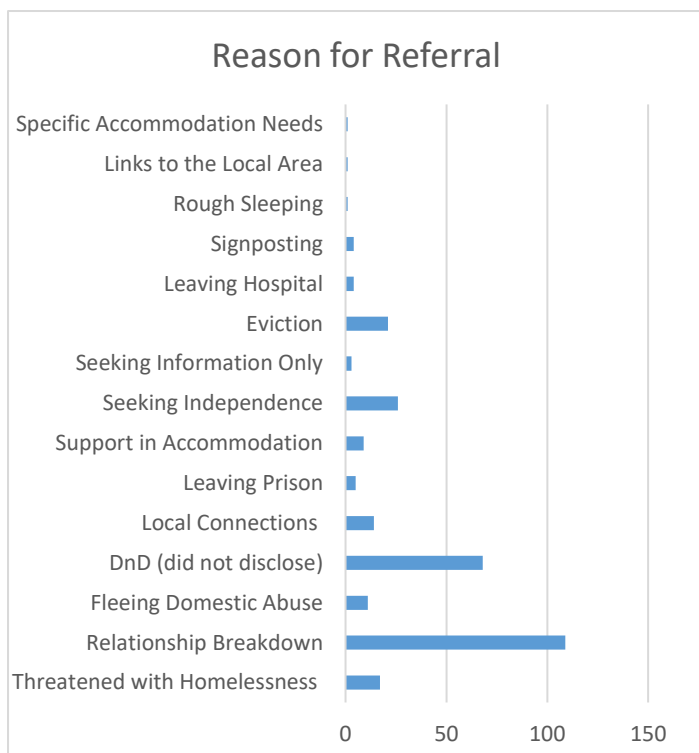 Reason for Referral
Specific Accommodation Needs
Links to the Local Area
Rough Sleeping
Signposting
Leaving Hospital
Eviction
Seeking Information Only
Seeking Independence
Support in Accommodation
Leaving Prison
Local Connections
DnD (did not disclose)
Fleeing Domestic Abuse
Relationship Breakdown
Threatened with Homelessness
0 50 100 150